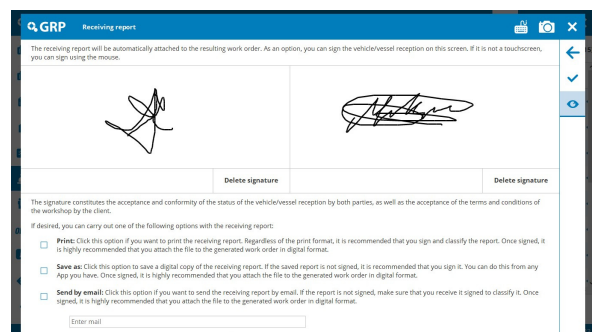 GRP Receiving report
The receiving report will be automatically attached to the resulting work order. As an option, you can sign the vehicle/vessel reception on this screen. If it is not a touchscreen,
you can sign using the mouse.
Delete signature Delete signature
The signature constitutes the acceptance and conformity of the status of the vehicle/vessel reception by both parties, as well as the acceptance of the terms and conditions of
the workshop by the client.
If desired, you can carry out one of the following options with the receiving report:
Print: Click this option if you want to print the receiving report. Regardless of the print format, it is recommended that you sign and classify the report. Once signed, it
is highly recommended that you attach the file to the generated work order in digital format.
Save as: Click this option to save a digital copy of the receiving report. If the saved report is not signed, it is recommended that you sign it. You can do this from any
App you have. Once signed, it is highly recommended that you attach the file to the generated work order in digital format.
Send by email: Click this option if you want to send the receiving report by email. If the report is not signed, make sure that you receive it signed to classify it. Once
signed, it is highly recommended that you attach the file to the generated work order in digital format.
Enter mail